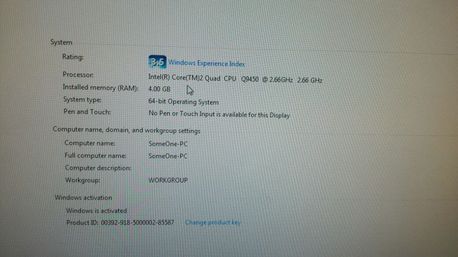 System
Rating: 3.6 Windows Experience Index
Processor: Intel(R) Core(TM)2 Quad CPU Q9450 @ 2.66GHz 2.66 GHz
Installed memory (RAM): 4.00 GB
System type: 64-bit Operating System
Pen and Touch: No Pen or Touch Input is available for this Display
Computer name, domain, and workgroup settings
Computer name: SomeOne-PC
Full computer name: SomeOne-PC
Computer description:
Workgroup: WORKGROUP
Windows activation
Windows is activated
Product ID: 00392-918-5000002-85587 Change product key